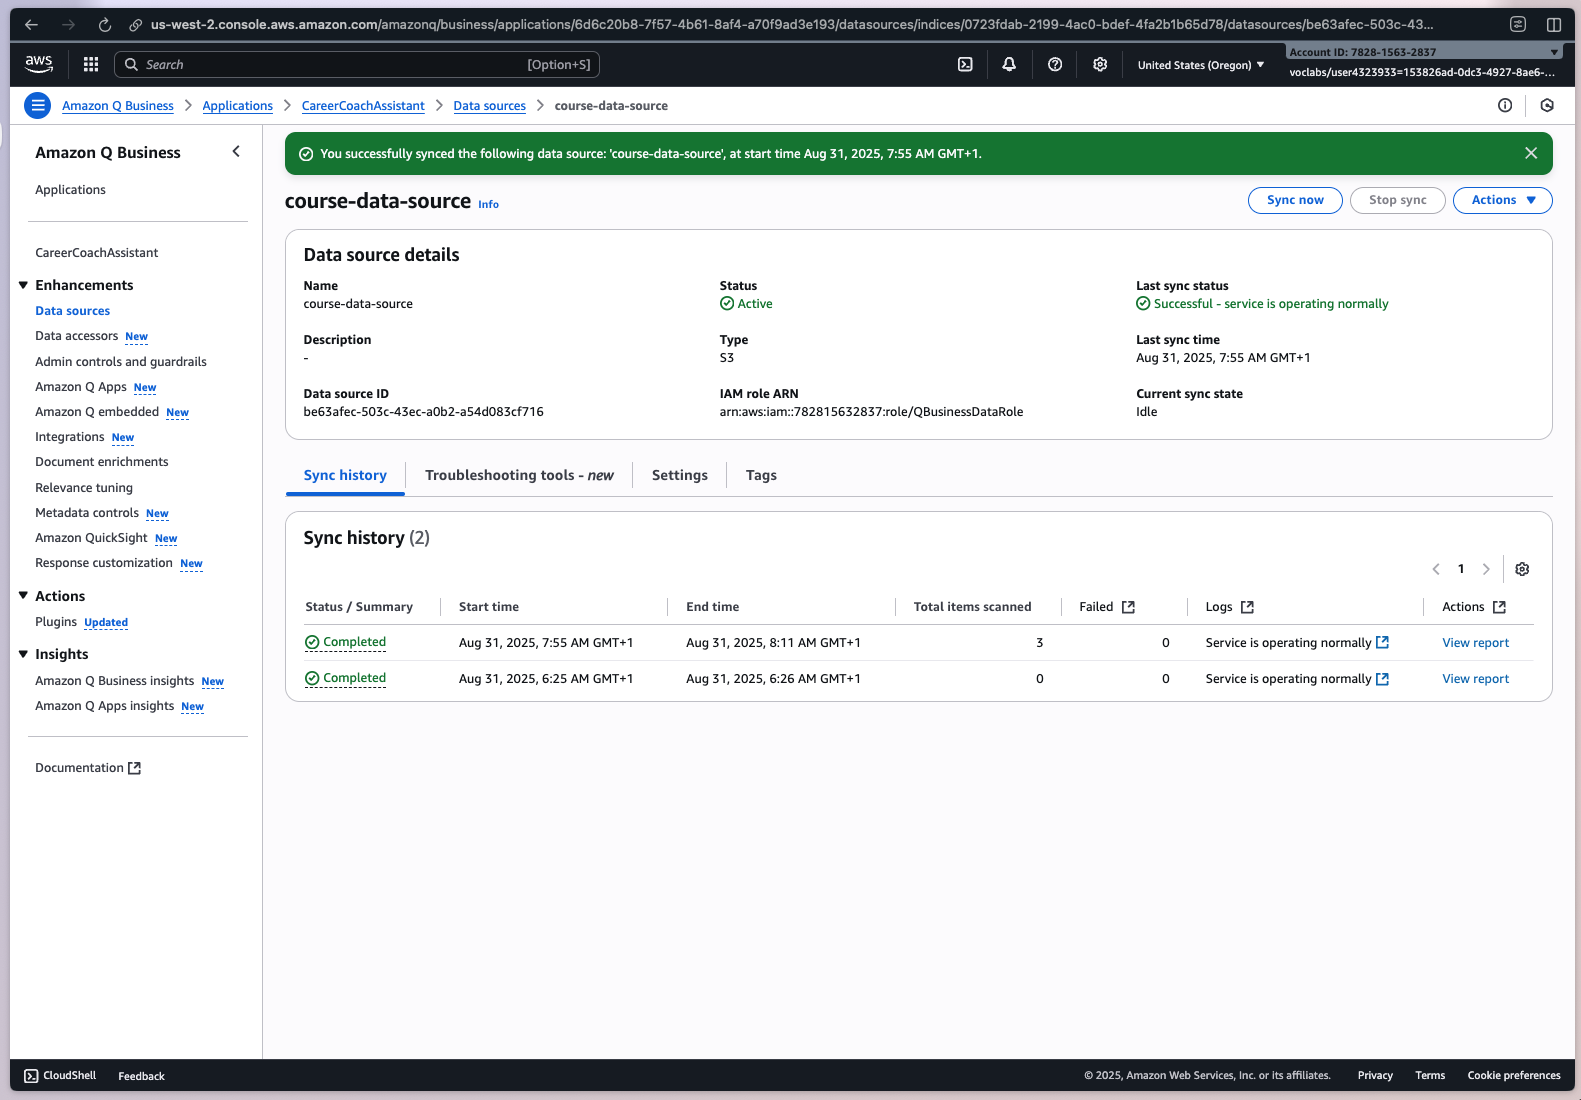 us-west-2.console.aws.amazon.com/amazonq/business/applications/6d6c20b8-7f57-4b61-8af4-a70f9ad3e193/datasources/indices/0723fdab-2199-4ac0-bdef-4fa2b1b65d78/datasources/be63afec-503c-43...
aws
Search [Option+S]
United States (Oregon)
Account ID: 7828-1563-2837
voclabs/user4323933=153826ad-0dc3-4927-8ae6-...
Amazon Q Business > Applications > CareerCoachAssistant > Data sources > course-data-source
Amazon Q Business
Applications
CareerCoachAssistant
Enhancements
Data sources
Data accessors New
Admin controls and guardrails
Amazon Q Apps New
Amazon Q embedded New
Integrations New
Document enrichments
Relevance tuning
Metadata controls New
Amazon QuickSight New
Response customization New
Actions
Plugins Updated
Insights
Amazon Q Business insights New
Amazon Q Apps insights New
Documentation
You successfully synced the following data source: 'course-data-source', at start time Aug 31, 2025, 7:55 AM GMT+1.
course-data-source Info
Sync now Stop sync Actions
Data source details
Name
course-data-source
Description
-
Data source ID
be63afec-503c-43ec-a0b2-a54d083cf716
Status
Active
Type
S3
IAM role ARN
arn:aws:iam::782815632837:role/QBusinessDataRole
Last sync status
Successful - service is operating normally
Last sync time
Aug 31, 2025, 7:55 AM GMT+1
Current sync state
Idle
Sync history Troubleshooting tools - new Settings Tags
Sync history (2)
1
Status / Summary Start time End time Total items scanned Failed Logs Actions
Completed Aug 31, 2025, 7:55 AM GMT+1 Aug 31, 2025, 8:11 AM GMT+1 3 0 Service is operating normally View report
Completed Aug 31, 2025, 6:25 AM GMT+1 Aug 31, 2025, 6:26 AM GMT+1 0 0 Service is operating normally View report
CloudShell Feedback
© 2025, Amazon Web Services, Inc. or its affiliates. Privacy Terms Cookie preferences